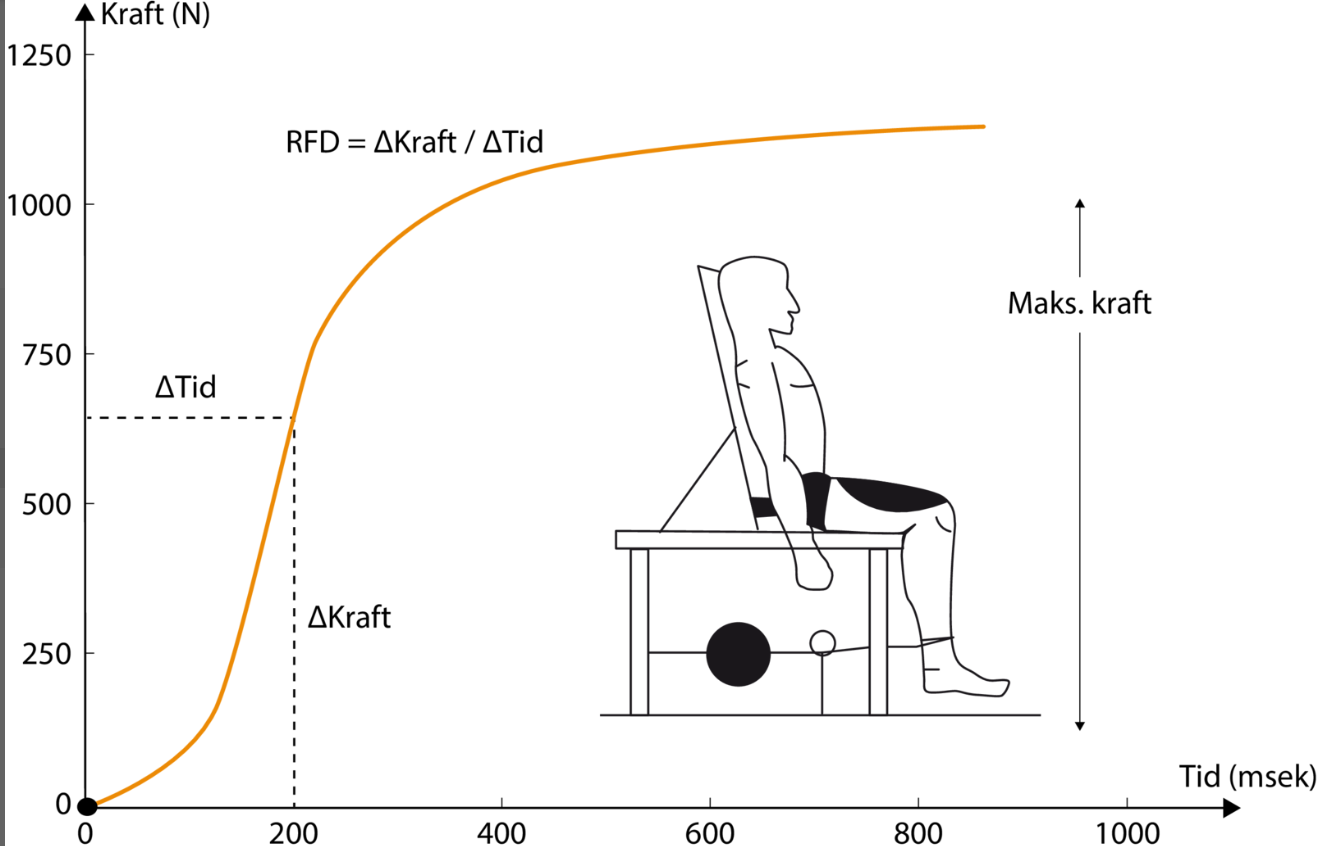 Kraft (N)
1250
RFD = ΔKraft / ΔTid
1000
Maks. kraft
750
ΔTid
500
ΔKraft
250
Tid (msek)
0
0 200 400 600 800 1000